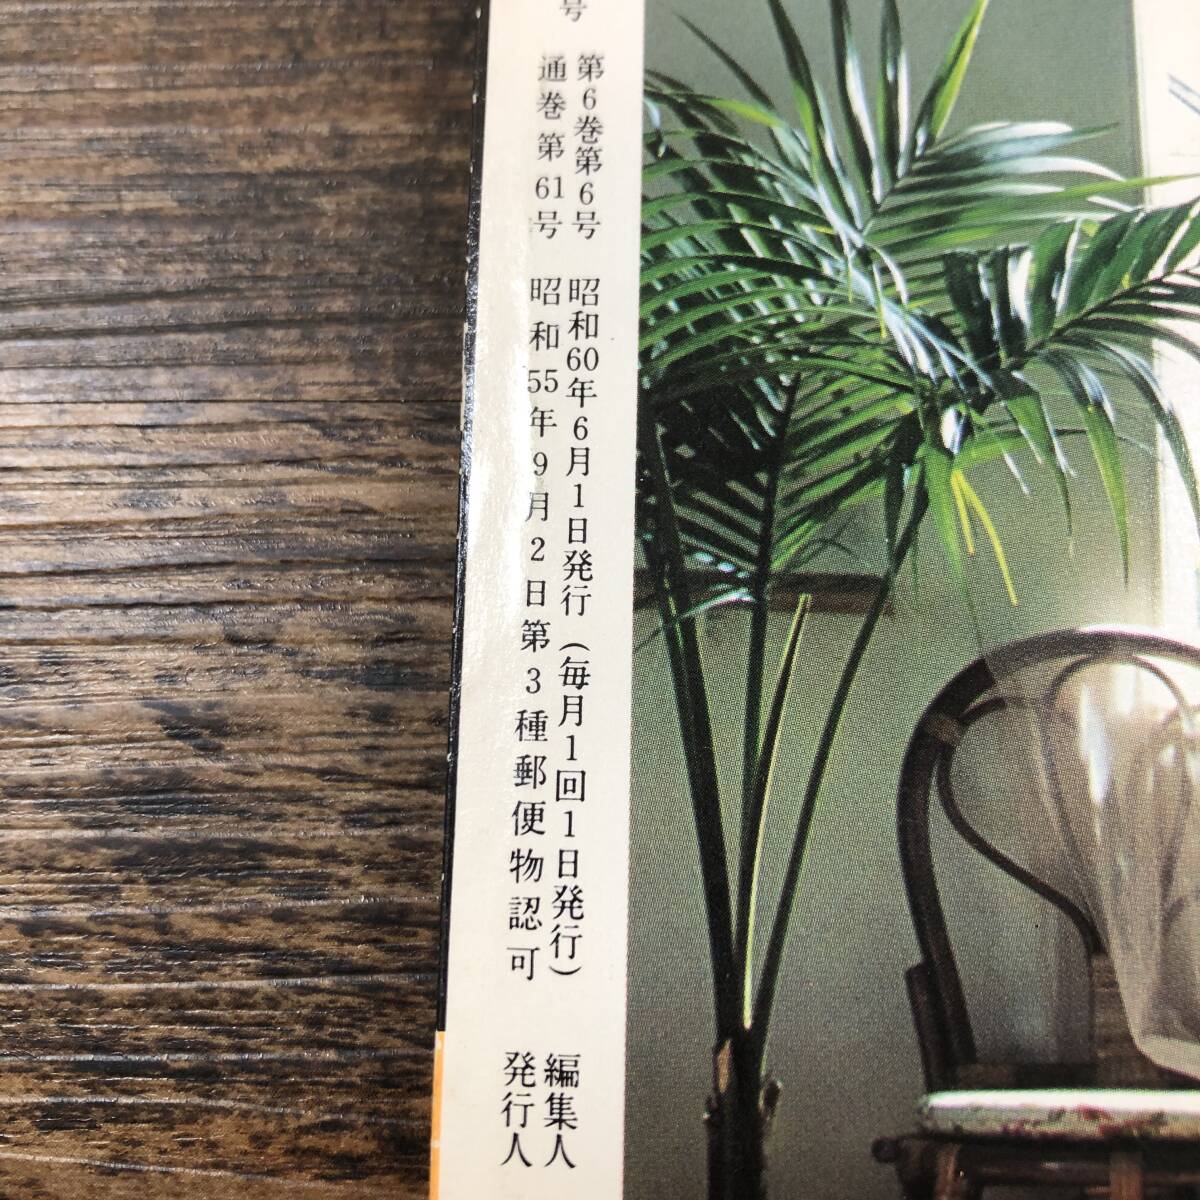 号
第6巻第6号 昭和60年6月1日発行（毎月1回1日発行） 編集人
通巻第61号 昭和55年9月2日第3種郵便物認可 発行人